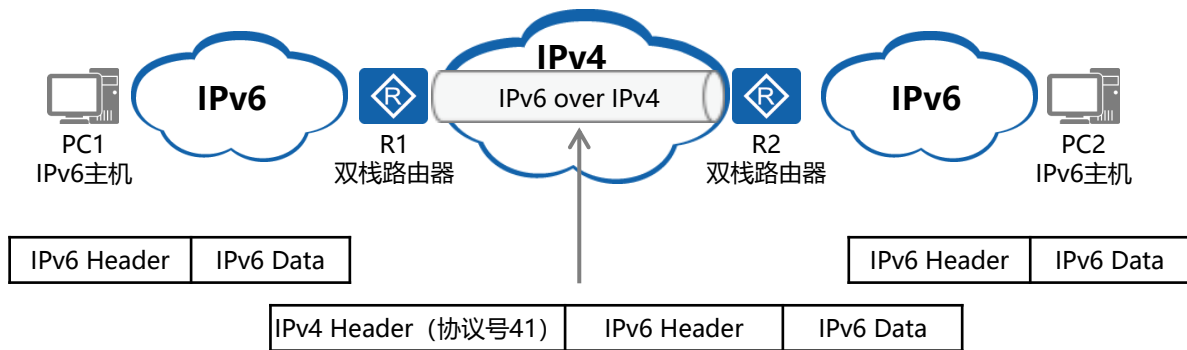 IPv4
IPv6
R
IPv6 over IPv4
R
IPv6
PC1
IPv6主机
R1
双栈路由器
R2
双栈路由器
PC2
IPv6主机
IPv6 Header
IPv6 Data
IPv6 Header
IPv6 Data
IPv4 Header（协议号41）
IPv6 Header
IPv6 Data